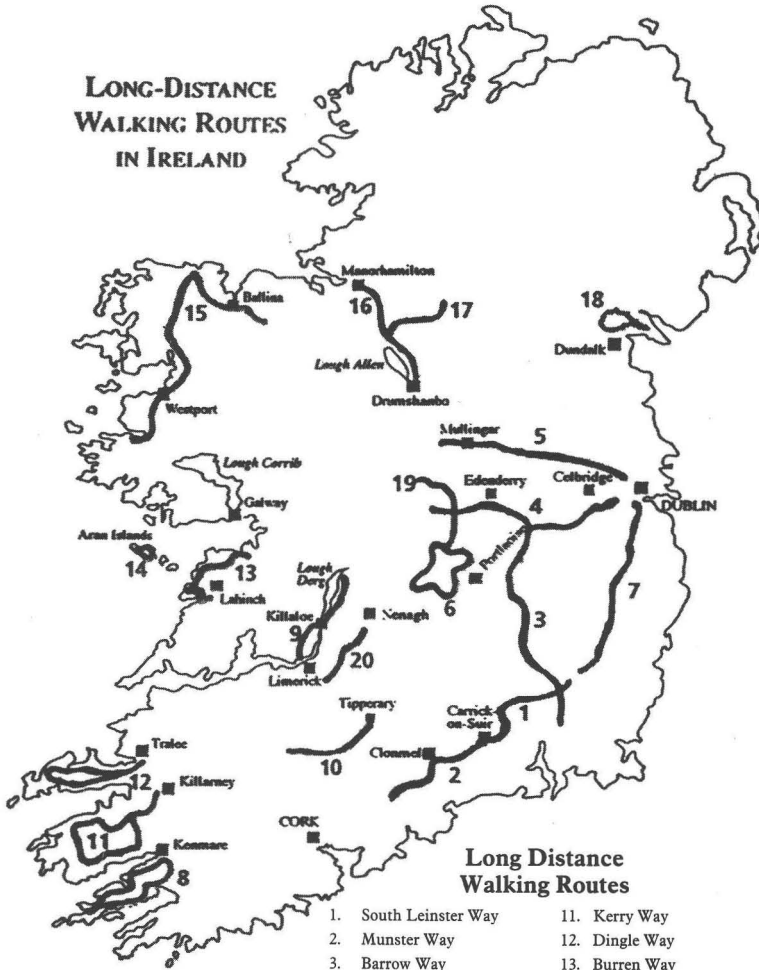 LONG-DISTANCE
WALKING ROUTES
IN IRELAND
Manorhamilton
Ballina
16
17
18
15
Dundalk
Lough Allen
Drumshanbo
Westport
Mullingar
5
Lough Corrib
19
Edenderry
Celbridge
DUBLIN
Galway
4
Aran Islands
14
13
Lough
Derg
Portlaoise
Lahinch
6
7
Killaloe
Nenagh
3
9
20
Limerick
Tipperary
Carrick-
on-Suir
1
Clonmel
Tralee
10
2
12
Killarney
11
CORK
Kenmare
8
Long Distance
Walking Routes
1. South Leinster Way
2. Munster Way
3. Barrow Way
11. Kerry Way
12. Dingle Way
13. Burren Way